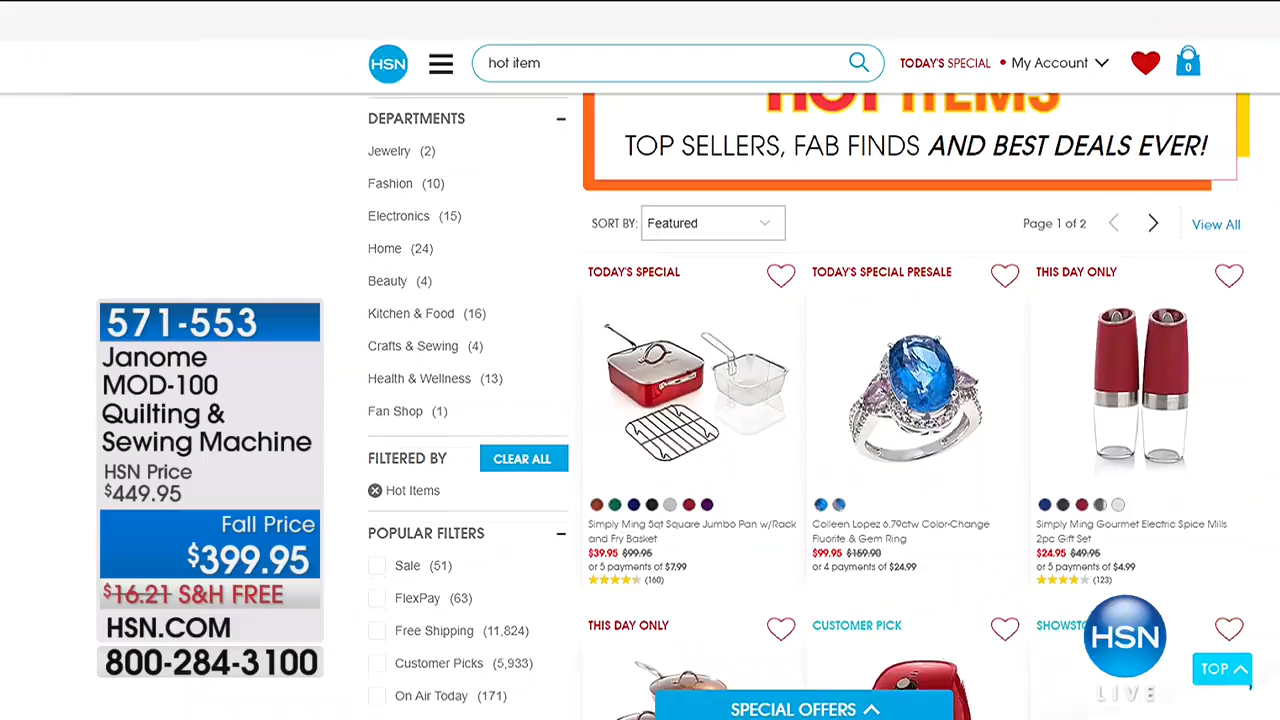 HSN
hot item
TODAY'S SPECIAL • My Account
0
HOT ITEMS
TOP SELLERS, FAB FINDS AND BEST DEALS EVER!
DEPARTMENTS
Jewelry (2)
Fashion (10)
Electronics (15)
Home (24)
Beauty (4)
Kitchen & Food (16)
Crafts & Sewing (4)
Health & Wellness (13)
Fan Shop (1)
FILTERED BY CLEAR ALL
Hot Items
POPULAR FILTERS
Sale (51)
FlexPay (63)
Free Shipping (11,824)
Customer Picks (5,933)
On Air Today (171)
SORT BY: Featured
Page 1 of 2
View All
TODAY'S SPECIAL
Simply Ming 5qt Square Jumbo Pan w/Rack
and Fry Basket
$39.95 $99.95
or 5 payments of $7.99
(160)
TODAY'S SPECIAL PRESALE
Colleen Lopez 6.79ctw Color-Change
Fluorite & Gem Ring
$99.95 $159.90
or 4 payments of $24.99
THIS DAY ONLY
Simply Ming Gourmet Electric Spice Mills
2pc Gift Set
$24.95 $49.95
or 5 payments of $4.99
(123)
THIS DAY ONLY
CUSTOMER PICK
SPECIAL OFFERS
TOP
571-553
Janome
MOD-100
Quilting &
Sewing Machine
HSN Price
$449.95
Fall Price
$399.95
$16.21 S&H FREE
HSN.COM
800-284-3100
HSN
LIVE